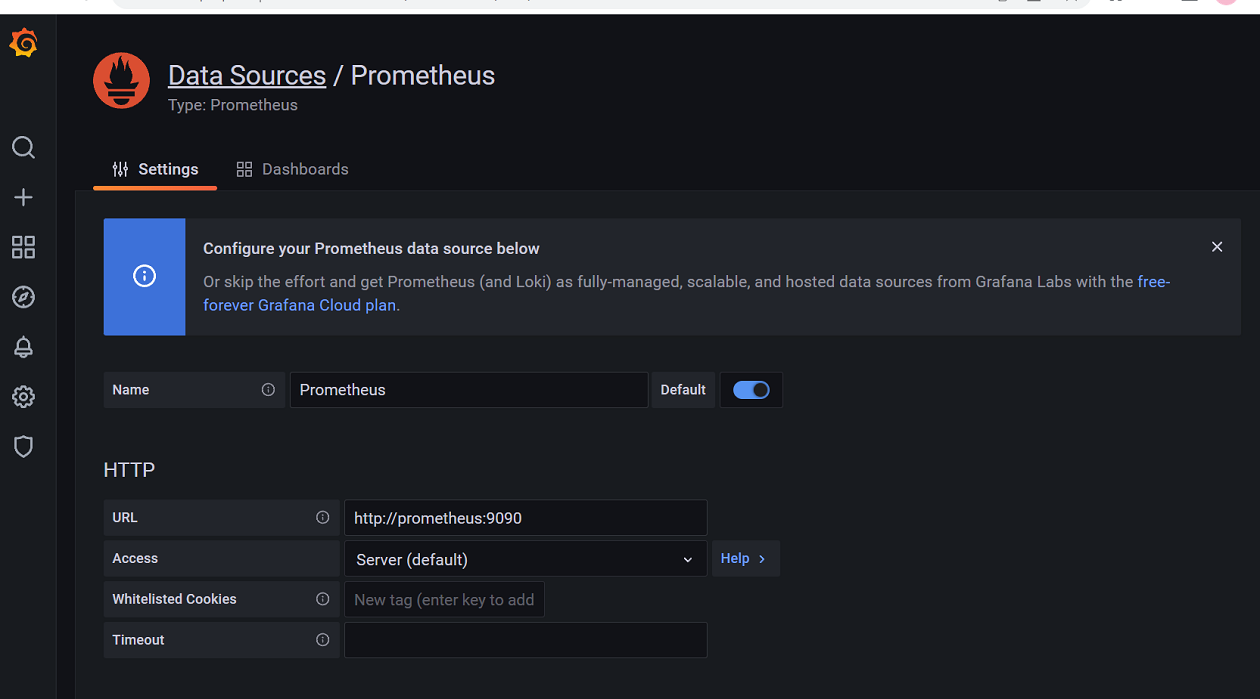 Data Sources / Prometheus
Type: Prometheus
Settings
Dashboards
Configure your Prometheus data source below
Or skip the effort and get Prometheus (and Loki) as fully-managed, scalable, and hosted data sources from Grafana Labs with the free-
forever Grafana Cloud plan.
Name
Prometheus
Default
HTTP
URL
http://prometheus:9090
Access
Server (default)
Help
Whitelisted Cookies
New tag (enter key to add
Timeout